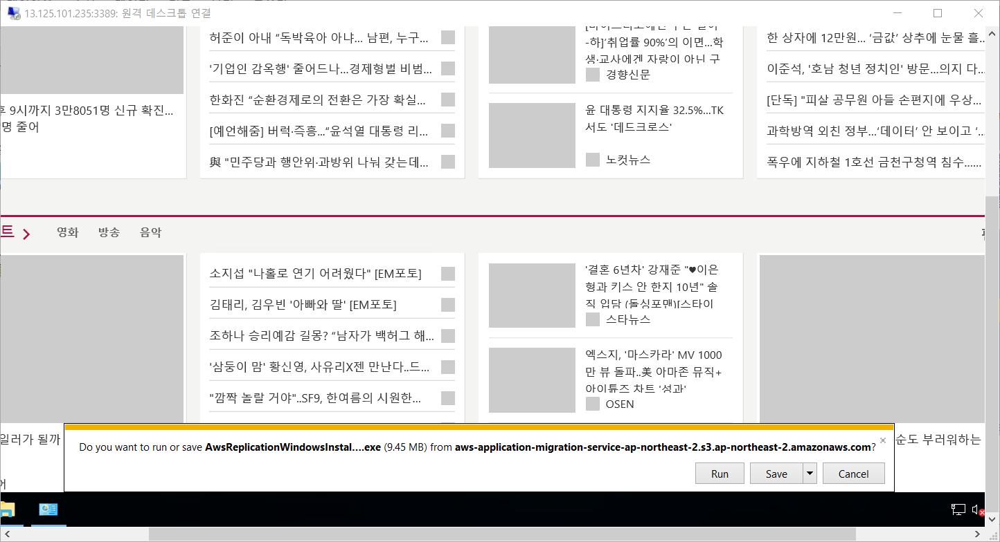 13.125.101.235:3389: 원격 데스크톱 연결
9시까지 3만8051명 신규 확진...
명 줄어
허준이 아내 “독박육아 아냐... 남편, 누구...
'기업인 감옥행' 줄어드나...경제형벌 비범...
한화진 “순환경제로의 전환은 가장 확실...
[예언해줌] 버럭·즉흥...“윤석열 대통령 리...
與 "민주당과 행안위·과방위 나눠 갖는데...
-하]‘취업률 90%’의 이면...학
생·교사에겐 자랑이 아닌 구
경향신문
윤 대통령 지지율 32.5%...TK
서도 '데드크로스'
노컷뉴스
한 상자에 12만원... ‘금값’ 상추에 눈물 흘...
이준석, '호남 청년 정치인' 방문...의지 다...
[단독] "피살 공무원 아들 손편지에 우상...
과학방역 외친 정부...‘데이터’ 안 보이고 ‘...
폭우에 지하철 1호선 금천구청역 침수......
트 영화 방송 음악
소지섭 "나홀로 연기 어려웠다" [EM포토]
김태리, 김우빈 '아빠와 딸' [EM포토]
조하나 승리예감 길몽? “남자가 백허그 해...
'삼둥이 맘' 황신영, 사유리X젠 만난다..드...
"깜짝 놀랄 거야"..SF9, 한여름의 시원한...
'결혼 6년차' 강재준 "♥이은
형과 키스 안 한지 10년" 솔
직 입담 (돌싱포맨)[스타이
스타뉴스
엑스지, '마스카라' MV 1000
만 뷰 돌파..美 아마존 뮤직+
아이튠즈 차트 '성과'
OSEN
일러가 될까
순도 부러워하는
어
Do you want to run or save AwsReplicationWindowsInstal....exe (9.45 MB) from aws-application-migration-service-ap-northeast-2.s3.ap-northeast-2.amazonaws.com?
Run Save Cancel